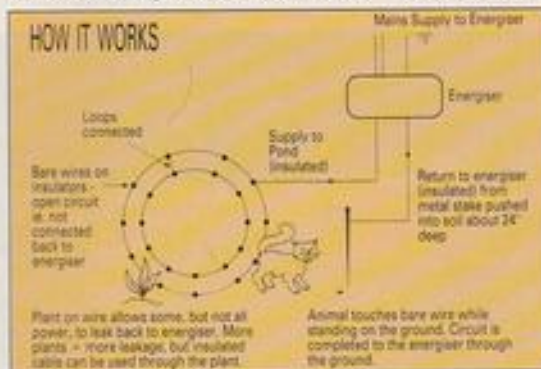 HOW IT WORKS
Mains Supply to Energiser
Energiser
Loops
connected
Supply to
Pond
(insulated)
Bare wires on
insulators -
open circuit
ie. not
connected
back to
energiser
Return to energiser
(insulated) from
metal stake pushed
into soil about 24"
deep
Plant on wire allows some, but not all
power, to leak back to energiser. More
plants = more leakage, but insulated
cable can be used through the plant.
Animal touches bare wire while
standing on the ground. Circuit is
completed to the energiser through
the ground.